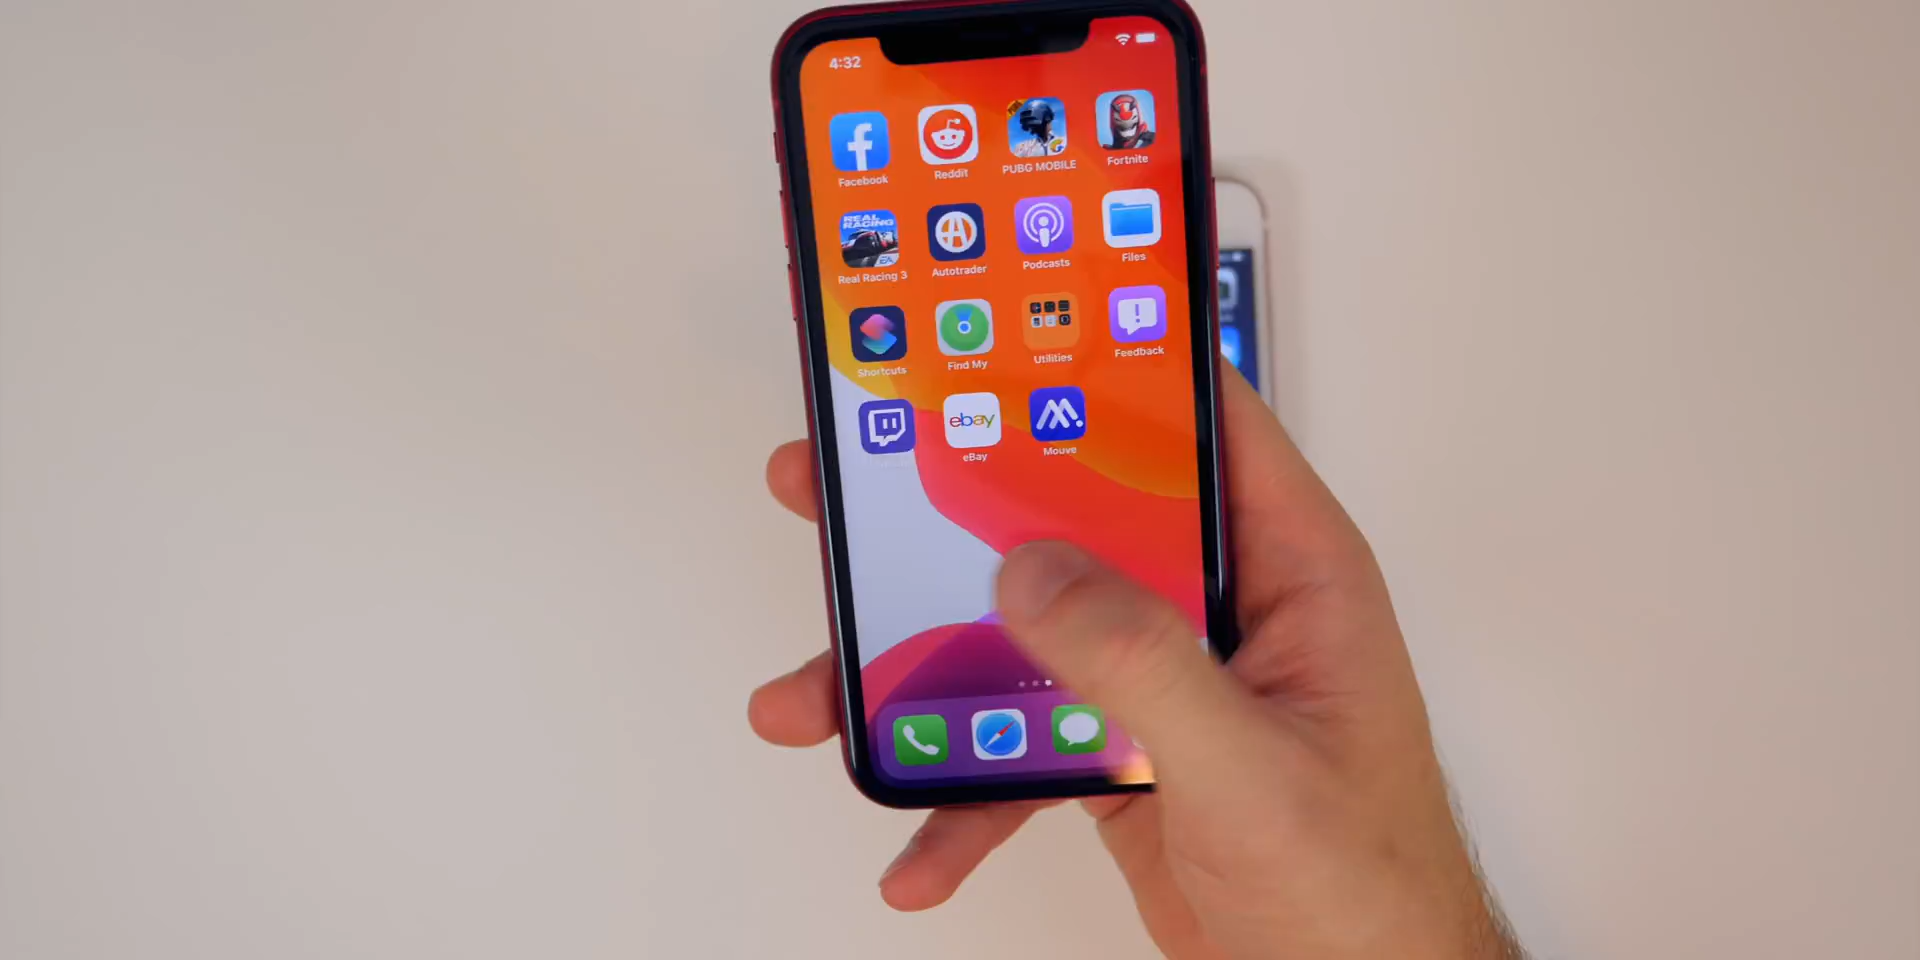 4:32
Facebook
Reddit
PUBG MOBILE
Fortnite
REAL
RACING
EA
Real Racing 3
Autotrader
Podcasts
Files
Shortcuts
Find My
Utilities
Feedback
ebay
eBay
Mouve